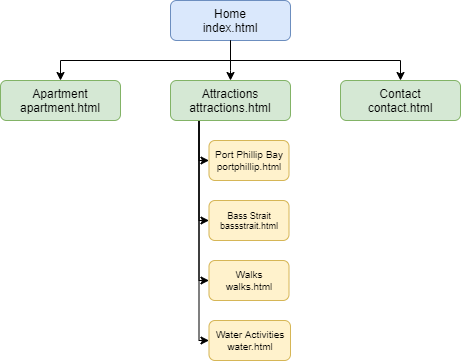 Home
index.html
Apartment
apartment.html
Attractions
attractions.html
Contact
contact.html
Port Phillip Bay
portphillip.html
Bass Strait
bassstrait.html
Walks
walks.html
Water Activities
water.html